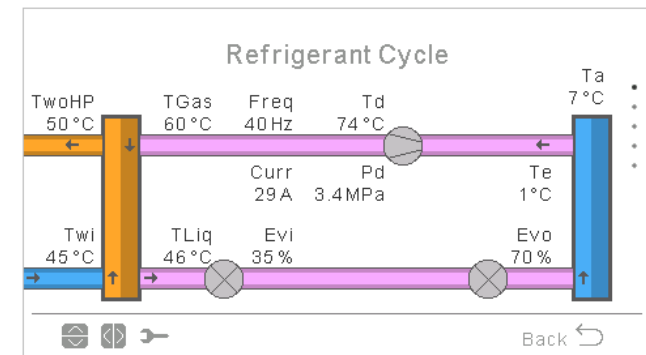 Refrigerant Cycle
Ta
7°C
TwoHP TGas Freq Td
50°C 60°C 40Hz 74°C
Curr Pd Te
29A 3.4MPa 1°C
Twi TLiq Evi Evo
45°C 46°C 35% 70%
Back